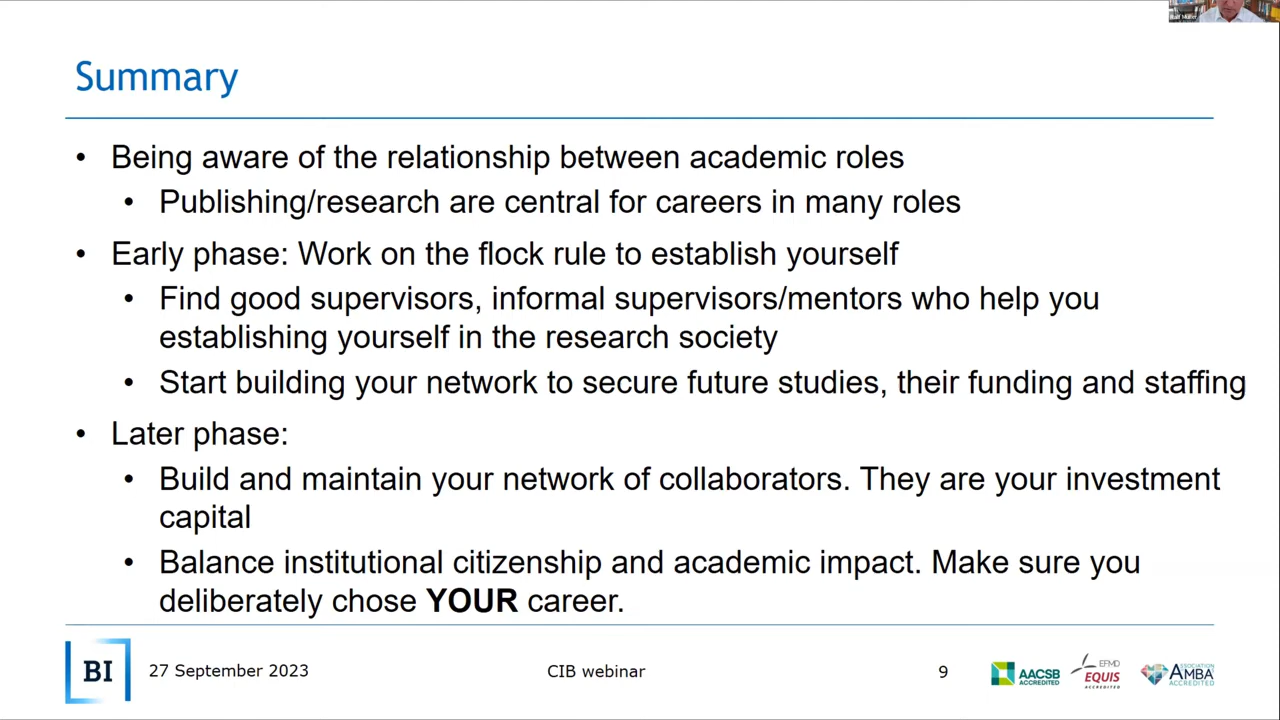 Ralf Müller
Summary
• Being aware of the relationship between academic roles
• Publishing/research are central for careers in many roles
• Early phase: Work on the flock rule to establish yourself
• Find good supervisors, informal supervisors/mentors who help you
establishing yourself in the research society
• Start building your network to secure future studies, their funding and staffing
• Later phase:
• Build and maintain your network of collaborators. They are your investment
capital
• Balance institutional citizenship and academic impact. Make sure you
deliberately chose YOUR career.
BI
27 September 2023
CIB webinar
9
AACSB
ACCREDITED
EFMD
EQUIS
ACCREDITED
ASSOCIATION
AMBA
ACCREDITED